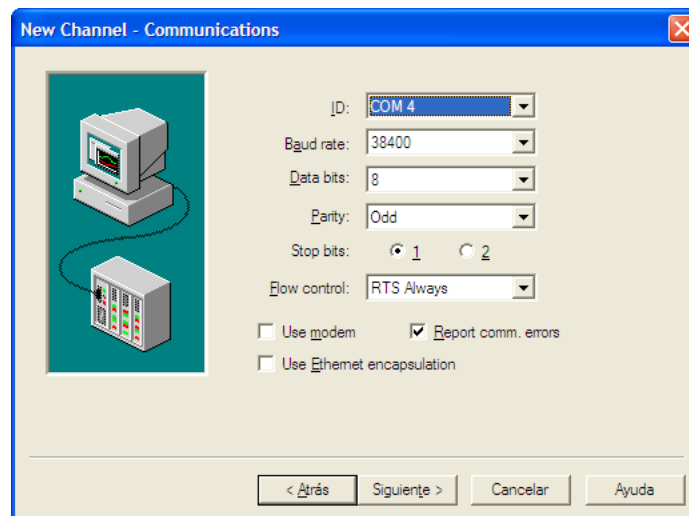 New Channel - Communications
ID: COM 4
Baud rate: 38400
Data bits: 8
Parity: Odd
Stop bits: 1 2
Flow control: RTS Always
Use modem Report comm. errors
Use Ethernet encapsulation
< Atrás Siguiente > Cancelar Ayuda